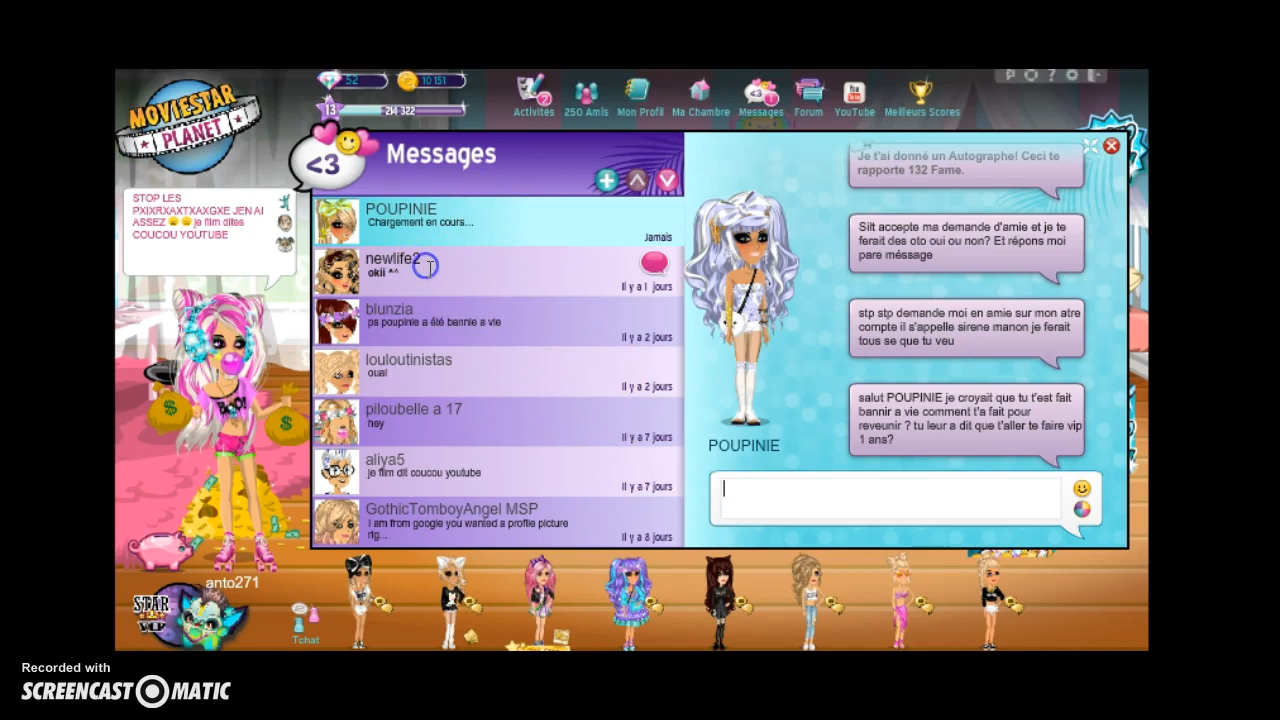 MOVIESTAR
PLANET
52
10 151
13
214 322
Activités
250 Amis
Mon Profil
Ma Chambre
Messages
Forum
YouTube
Meilleurs Scores
<3
Messages
STOP LES
PXIXRXAXTXAXGXE JEN AI
ASSEZ 😠 😠 je film dites
COUCOU YOUTUBE
POUPINIE
Chargement en cours...
Jamais
newlife2
okii ^^
Il y a 1 jours
blunzia
ps poupinie a été bannie a vie
Il y a 2 jours
louloutinistas
ouai
Il y a 2 jours
piloubelle a 17
hey
Il y a 7 jours
aliya5
je film dit coucou youtube
Il y a 7 jours
GothicTomboyAngel MSP
I am from google you wanted a profile picture
rig...
Il y a 8 jours
Je t'ai donné un Autographe! Ceci te
rapporte 132 Fame.
Silt accepte ma demande d'amie et je te
ferait des oto oui ou non? Et répons moi
pare méssage
stp stp demande moi en amie sur mon atre
compte il s'appelle sirene manon je ferait
tous se que tu veu
salut POUPINIE je croyait que tu t'est fait
bannir a vie comment t'a fait pour
reveunir ? tu leur a dit que t'aller te faire vip
1 ans?
POUPINIE
BOO!
$
$
anto271
STAR
VIP
Tchat
Recorded with
SCREENCAST-O-MATIC